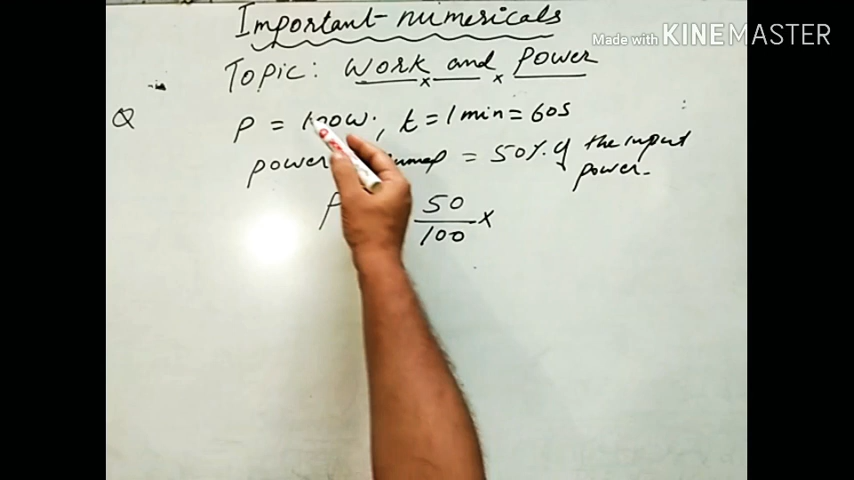 Important numericals
Made with KINEMASTER
Topic: Work and Power
Q
P = 100W; t = 1 min = 60s
power = 50%. of the input
power.
P 50/100 ×